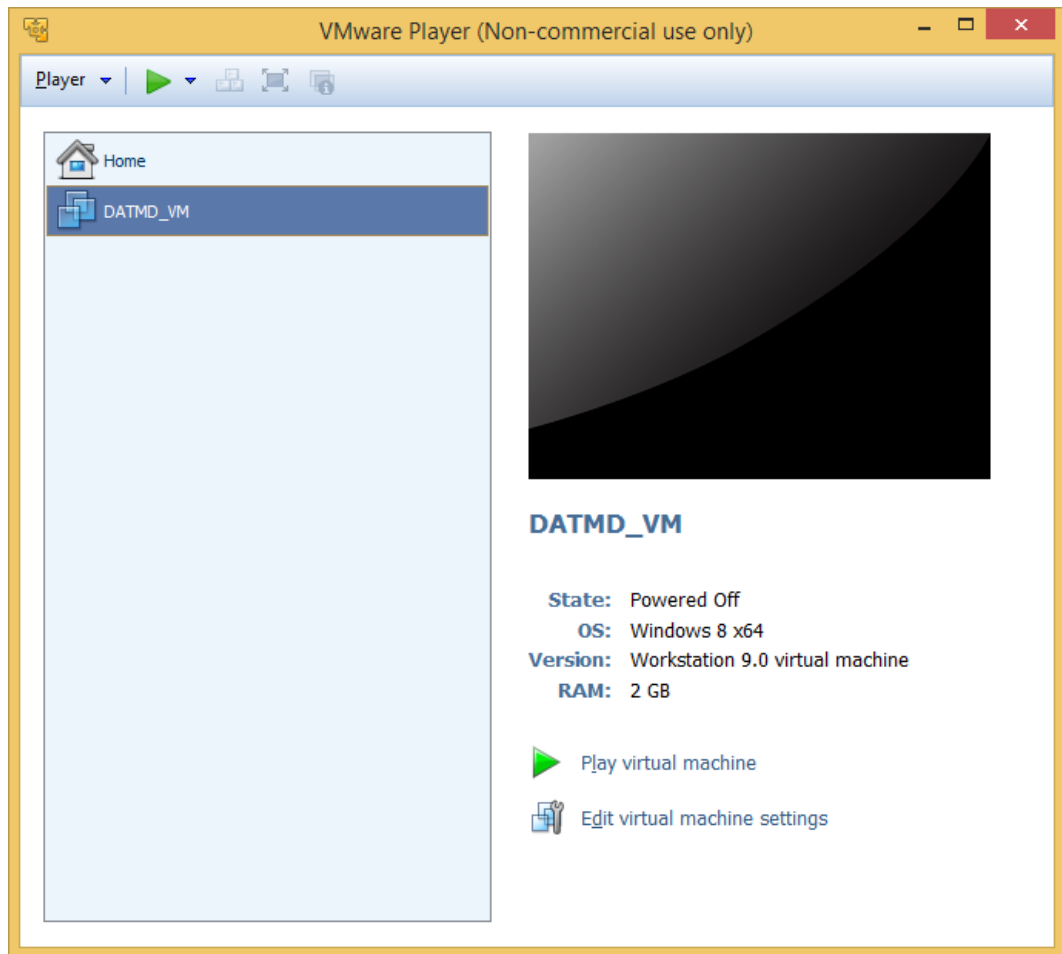 VMware Player (Non-commercial use only)
Player
Home
DATMD_VM
DATMD_VM
State: Powered Off
OS: Windows 8 x64
Version: Workstation 9.0 virtual machine
RAM: 2 GB
Play virtual machine
Edit virtual machine settings